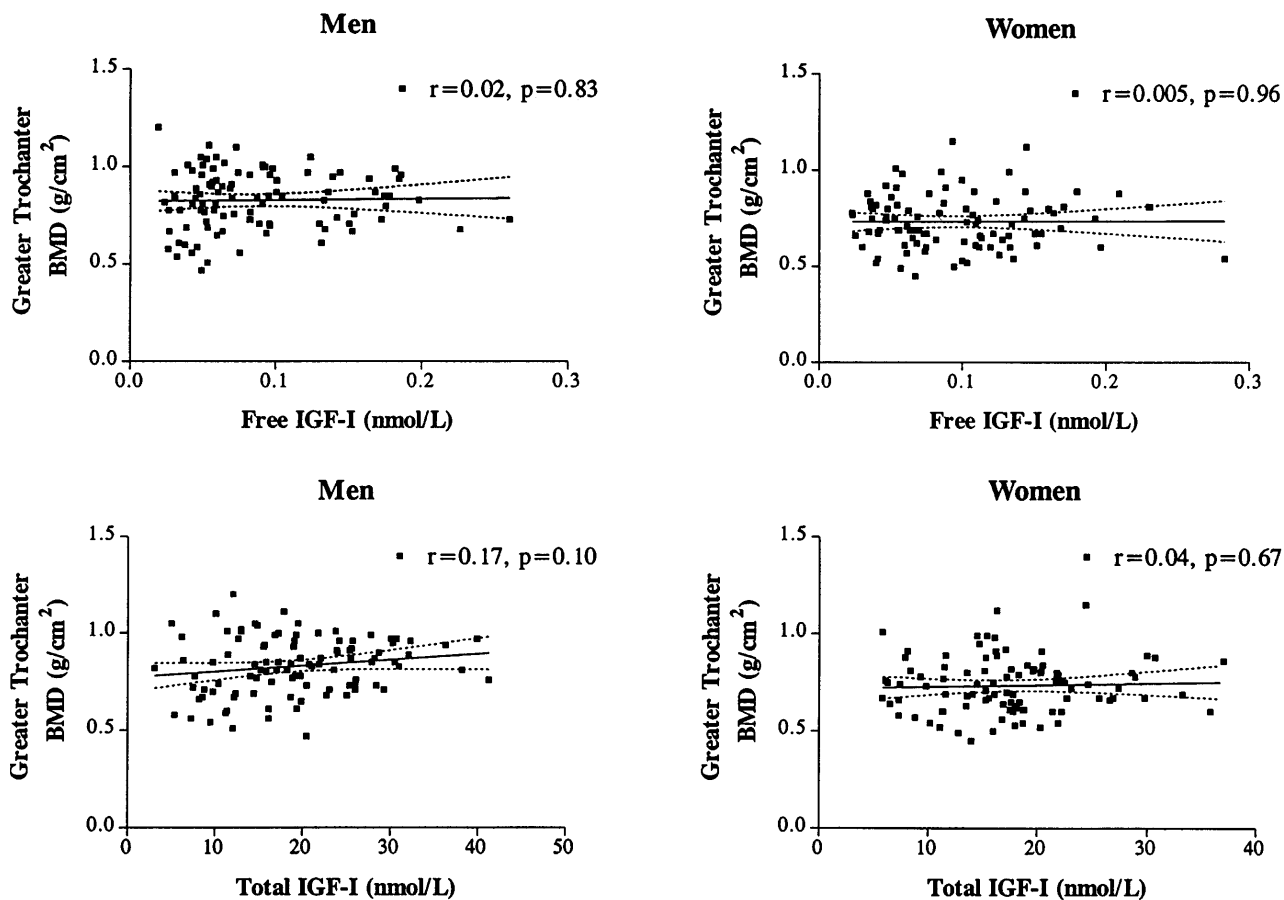 Men
1.5
1.0
0.5
0.0
Greater Trochanter
BMD (g/cm²)
r=0.02, p=0.83
0.0
0.1
0.2
0.3
Free IGF-I (nmol/L)
Women
1.5
1.0
0.5
0.0
Greater Trochanter
BMD (g/cm²)
r=0.005, p=0.96
0.0
0.1
0.2
0.3
Free IGF-I (nmol/L)
Men
1.5
1.0
0.5
0.0
Greater Trochanter
BMD (g/cm²)
r=0.17, p=0.10
0
10
20
30
40
50
Total IGF-I (nmol/L)
Women
1.5
1.0
0.5
0.0
Greater Trochanter
BMD (g/cm²)
r=0.04, p=0.67
0
10
20
30
40
Total IGF-I (nmol/L)